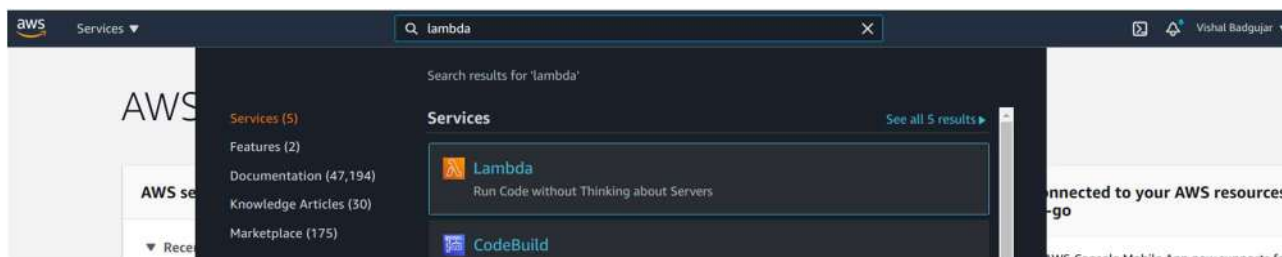 aws Services ▼ lambda Vishal Badgujar
Search results for 'lambda'
AWS
Services (5)
Features (2)
Documentation (47,194)
Knowledge Articles (30)
Marketplace (175)
Services See all 5 results ▶
Lambda
Run Code without Thinking about Servers
CodeBuild
AWS se
▼ Rece
nnected to your AWS resources
-go